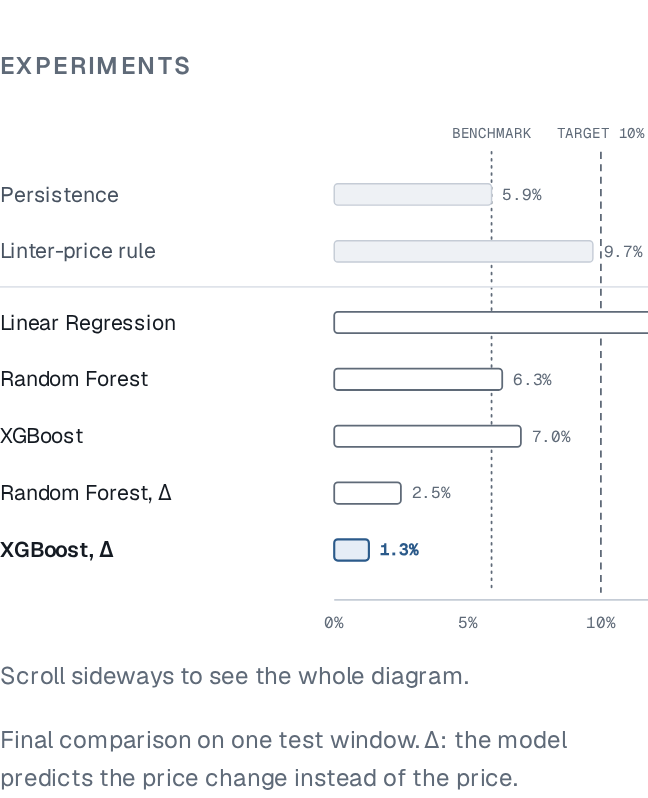 EXPERIMENTS
BENCHMARK TARGET 10%
Persistence 5.9%
Linter-price rule 9.7%
Linear Regression
Random Forest 6.3%
XGBoost 7.0%
Random Forest, Δ 2.5%
XGBoost, Δ 1.3%
0% 5% 10%
Scroll sideways to see the whole diagram.
Final comparison on one test window. Δ: the model
predicts the price change instead of the price.